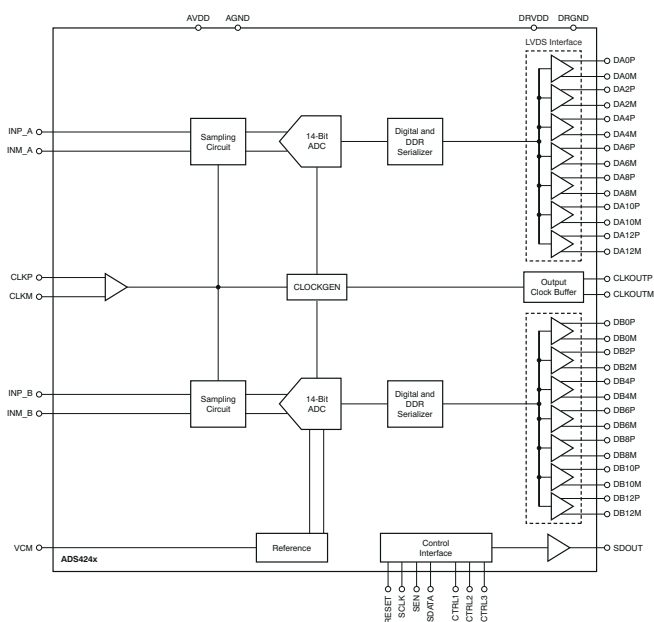 AVDD
AGND
DRVDD
DRGND
LVDS Interface
DA0P
DA0M
DA2P
DA2M
DA4P
DA4M
DA6P
DA6M
DA8P
DA8M
DA10P
DA10M
DA12P
DA12M
INP_A
INM_A
Sampling
Circuit
14-Bit
ADC
Digital and
DDR
Serializer
CLKP
CLKM
CLOCKGEN
Output
Clock Buffer
CLKOUTP
CLKOUTM
DB0P
DB0M
DB2P
DB2M
DB4P
DB4M
DB6P
DB6M
DB8P
DB8M
DB10P
DB10M
DB12P
DB12M
INP_B
INM_B
Sampling
Circuit
14-Bit
ADC
Digital and
DDR
Serializer
VCM
Reference
Control
Interface
SDOUT
ADS424x
RESET
SCLK
SEN
SDATA
CTRL1
CTRL2
CTRL3